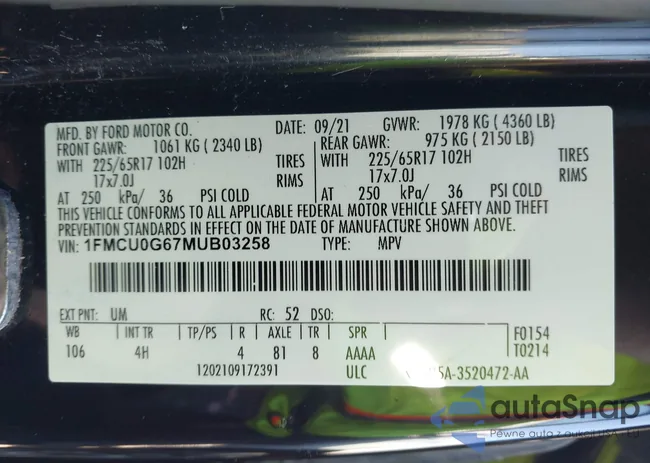 MFD. BY FORD MOTOR CO. DATE: 09/21 GVWR: 1978 KG ( 4360 LB)
FRONT GAWR: 1061 KG ( 2340 LB) REAR GAWR: 975 KG ( 2150 LB)
WITH 225/65R17 102H TIRES WITH 225/65R17 102H TIRES
17x7.0J RIMS 17x7.0J RIMS
AT 250 kPa/ 36 PSI COLD AT 250 kPa/ 36 PSI COLD
THIS VEHICLE CONFORMS TO ALL APPLICABLE FEDERAL MOTOR VEHICLE SAFETY AND THEFT
PREVENTION STANDARDS IN EFFECT ON THE DATE OF MANUFACTURE SHOWN ABOVE.
VIN: 1FMCU0G67MUB03258 TYPE: MPV
EXT PNT: UM RC: 52 DSO:
WB INT TR TP/PS R AXLE TR SPR F0154
106 4H 4 81 8 AAAA T0214
1202109172391 ULC 5A-3520472-AA
autaSnap
Pewne auta z aukcji USA i EU